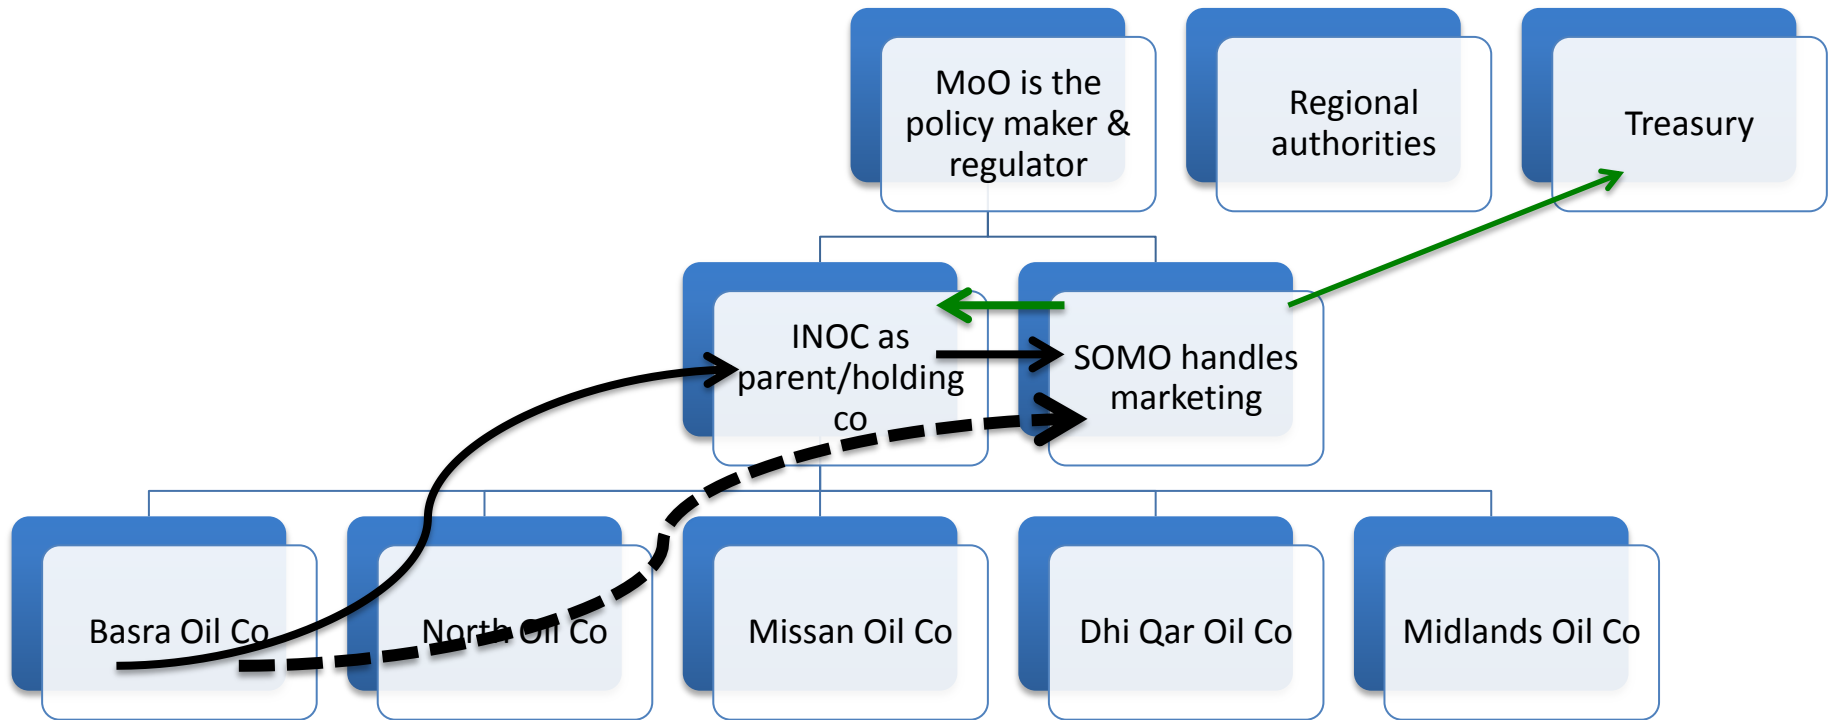 MoO is the
policy maker &
regulator
Regional
authorities
Treasury
INOC as
parent/holding
co
SOMO handles
marketing
Basra Oil Co
North Oil Co
Missan Oil Co
Dhi Qar Oil Co
Midlands Oil Co